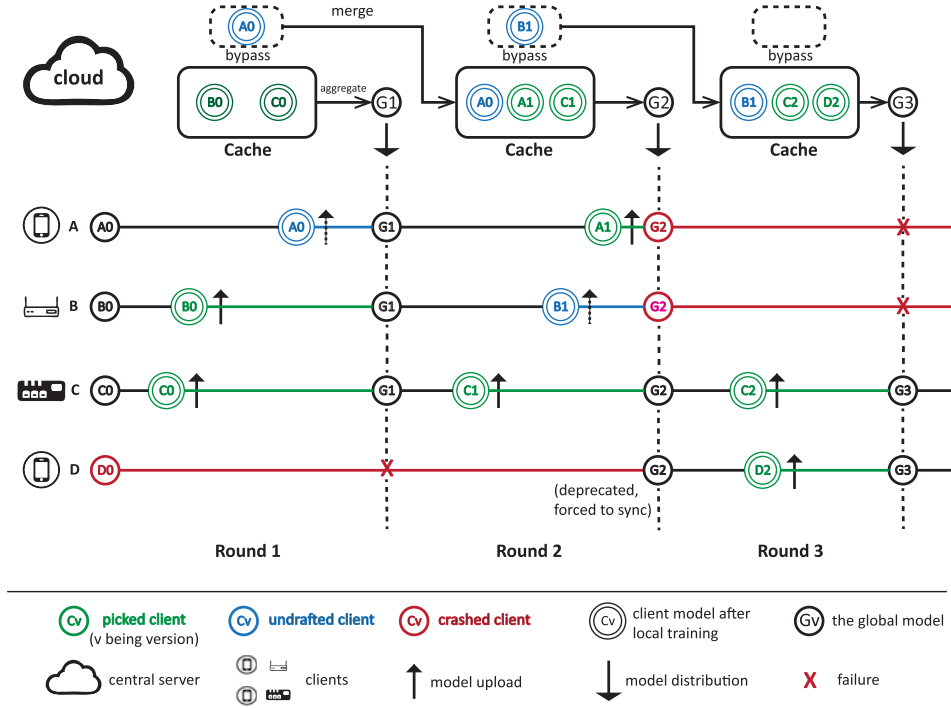 A0
merge
B1
bypass
bypass
bypass
cloud
B0
C0
aggregate
G1
A0
A1
C1
G2
B1
C2
D2
G3
Cache
Cache
Cache
A
A0
A0
G1
A1
G2
X
B
B0
B0
G1
B1
G2
X
C
C0
C0
G1
C1
G2
C2
G3
D
D0
X
G2
D2
G3
(deprecated,
forced to sync)
Round 1
Round 2
Round 3
Cv
picked client
(v being version)
Cv
undrafted client
Cv
crashed client
Cv
client model after
local training
Gv
the global model
central server
clients
model upload
model distribution
X
failure